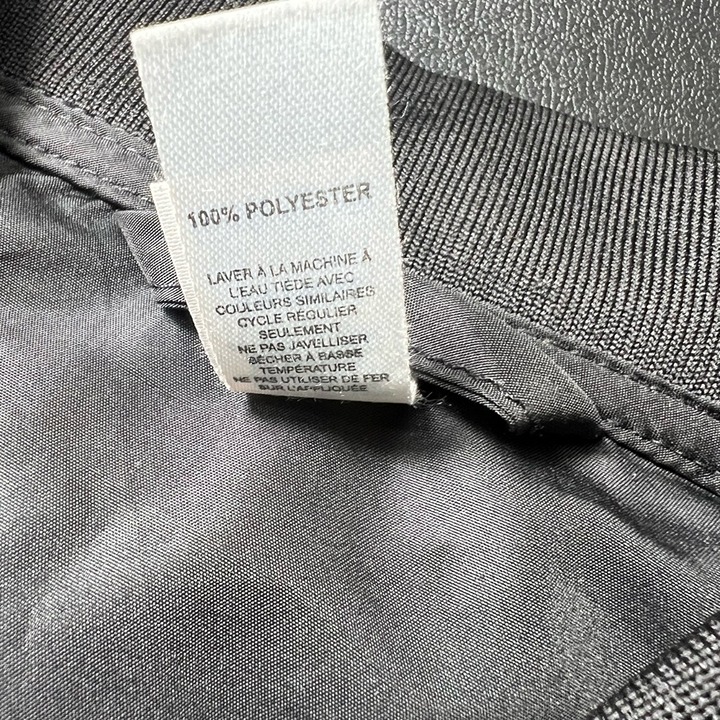 100% POLYESTER
LAVER À LA MACHINE À
L'EAU TIÈDE AVEC
COULEURS SIMILAIRES
CYCLE RÉGULIER
SEULEMENT
NE PAS JAVELLISER
SÉCHER À BASSE
TEMPÉRATURE
NE PAS UTILISER DE FER
SUR L'APPLIQUÉE